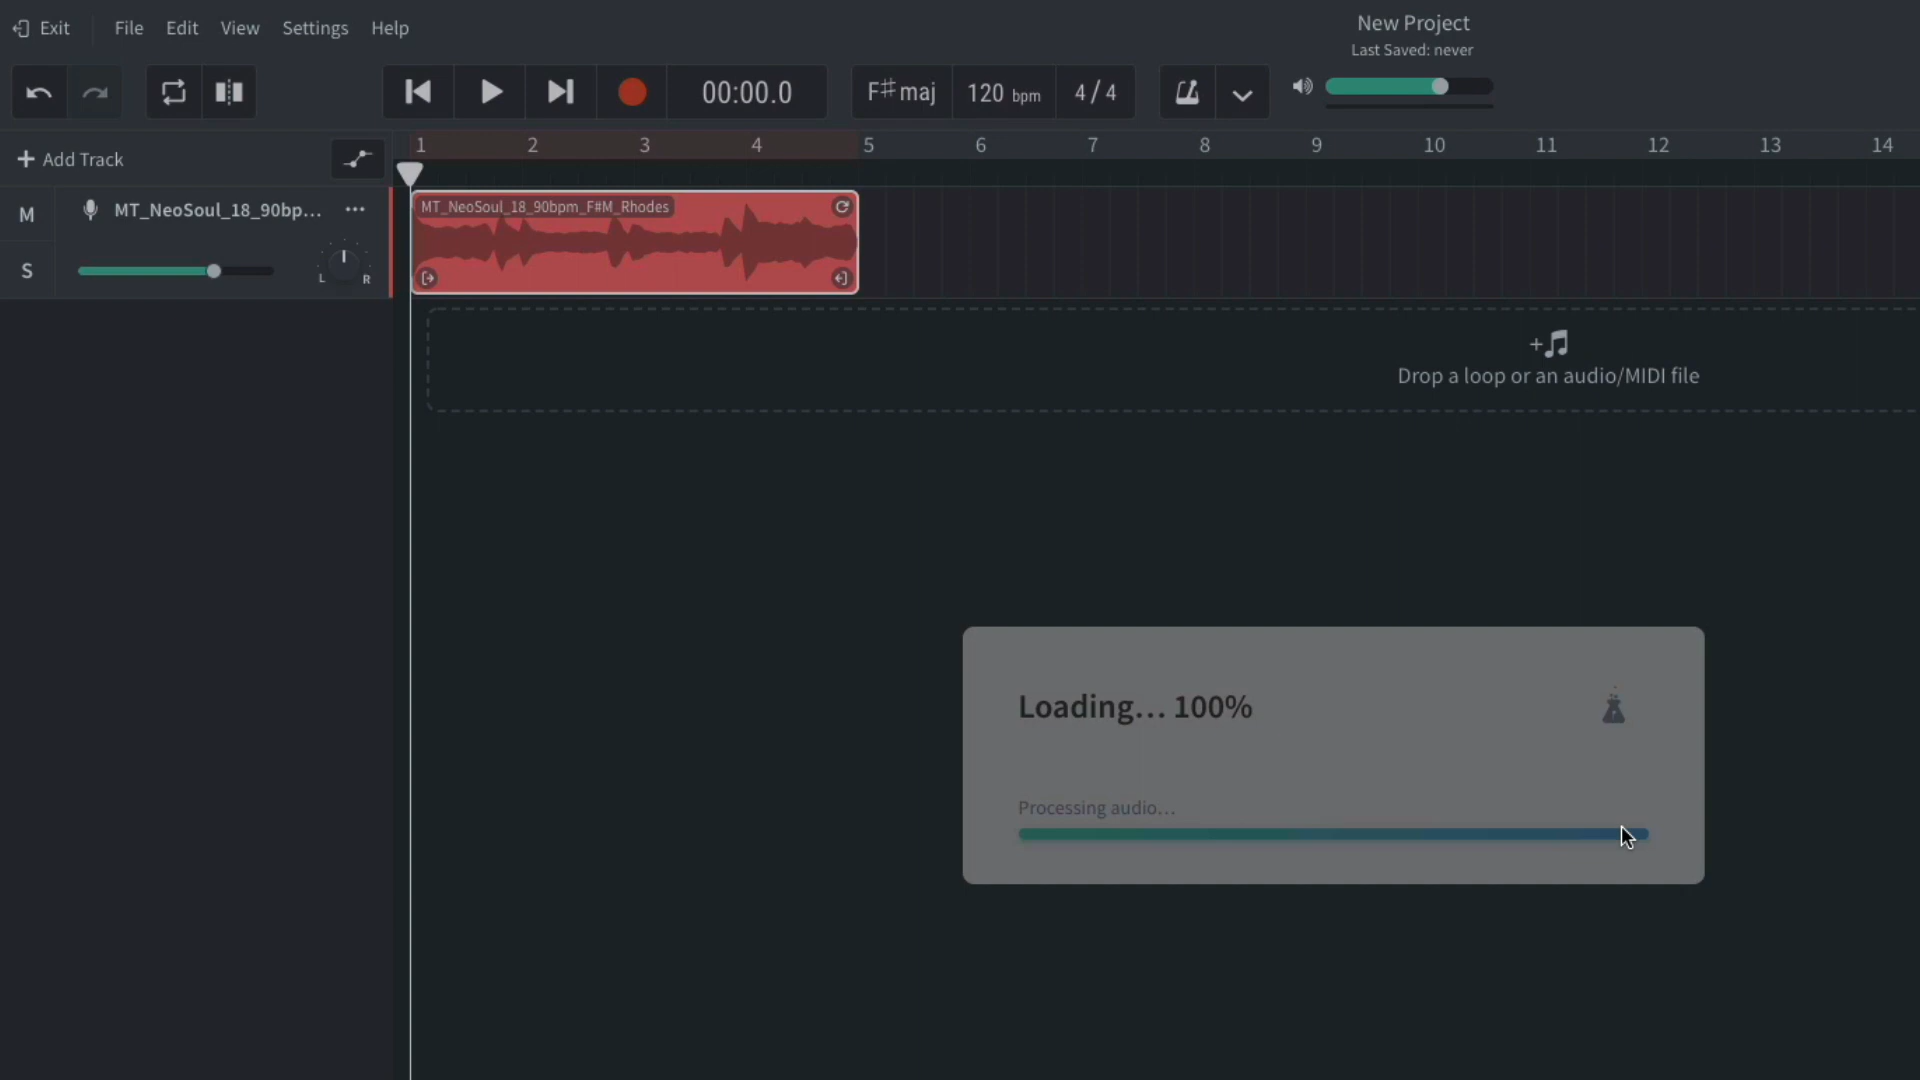 Exit File Edit View Settings Help
New Project
Last Saved: never
00:00.0 F♯maj 120 bpm 4 / 4
+ Add Track
1 2 3 4 5 6 7 8 9 10 11 12 13 14
M MT_NeoSoul_18_90bp...
S L R
MT_NeoSoul_18_90bpm_F#M_Rhodes
Drop a loop or an audio/MIDI file
Loading... 100%
Processing audio...